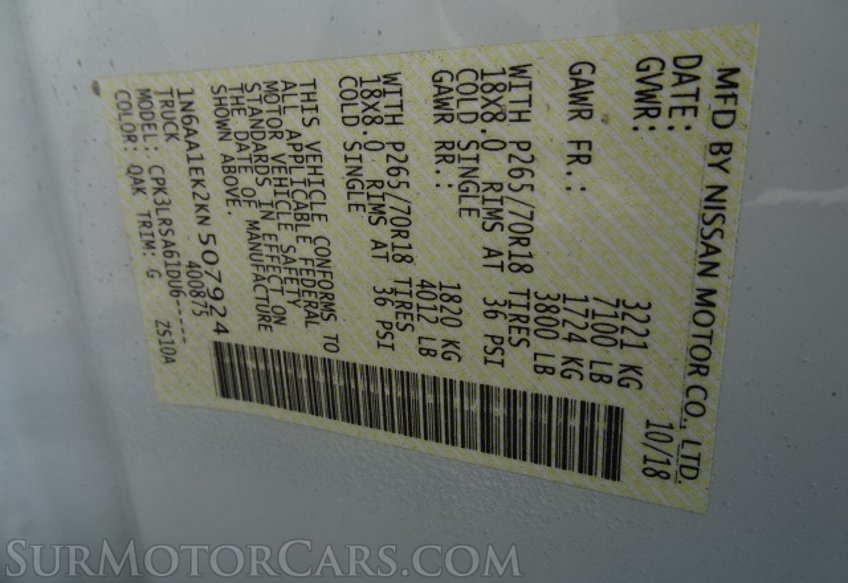 MFD BY NISSAN MOTOR CO., LTD.
DATE: 10/18
GVWR: 3221 KG
7100 LB
GAWR FR.: 1724 KG
3800 LB
WITH P265/70R18 TIRES
18X8.0 RIMS AT 36 PSI
COLD SINGLE
GAWR RR.: 1820 KG
4012 LB
WITH P265/70R18 TIRES
18X8.0 RIMS AT 36 PSI
COLD SINGLE
THIS VEHICLE CONFORMS TO
ALL APPLICABLE FEDERAL
MOTOR VEHICLE SAFETY
STANDARDS IN EFFECT ON
THE DATE OF MANUFACTURE
SHOWN ABOVE.
1N6AA1EK2KN507924
TRUCK 400875
MODEL: CPK3LRSA61DU6-----
COLOR: QAK TRIM: G ZS10A
SURMOTORCARS.COM